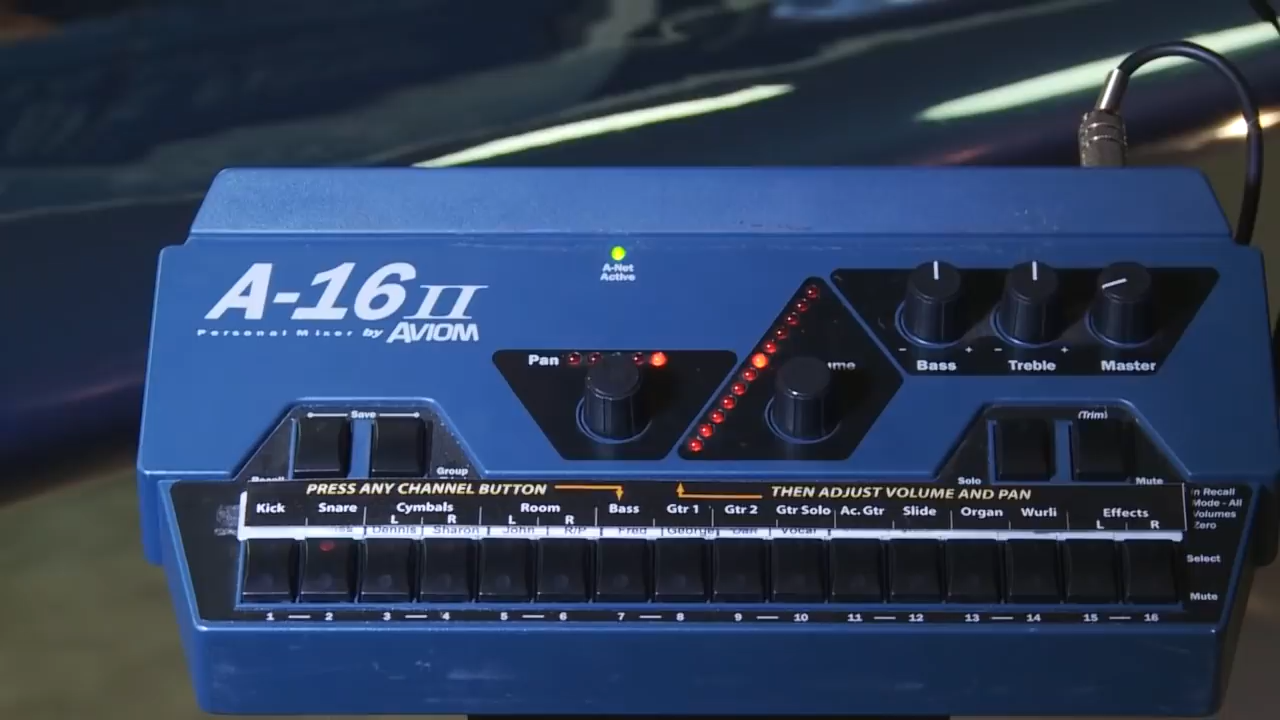 A-16 II
Personal Mixer by AVIOM
A-Net
Active
Pan
Bass
Treble
Master
Save
Group
(Trim)
Solo
Mute
PRESS ANY CHANNEL BUTTON
THEN ADJUST VOLUME AND PAN
Kick Snare Cymbals Room Bass Gtr 1 Gtr 2 Gtr Solo Ac. Gtr Slide Organ Wurli Effects
L R L R L R
Dennis Sharon John R/P Fred George Dan Vocal
In Recall
Mode - All
Volumes
Zero
Select
Mute
1 — 2 3 — 4 5 — 6 7 — 8 9 — 10 11 — 12 13 — 14 15 — 16